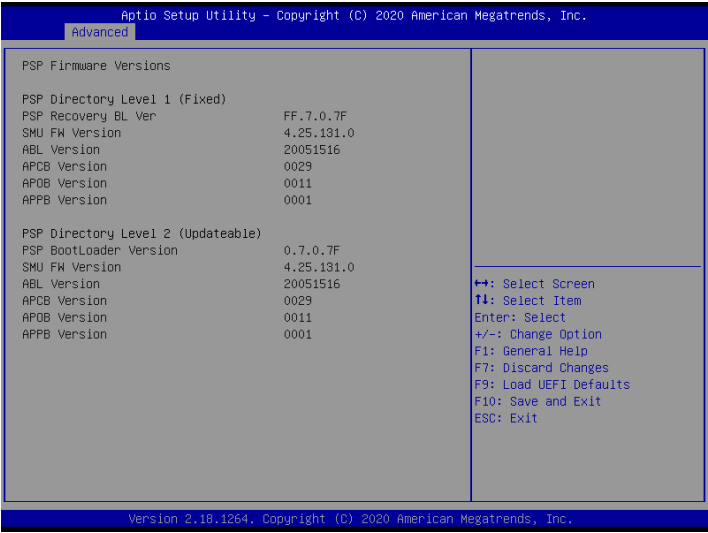 Aptio Setup Utility – Copyright (C) 2020 American Megatrends, Inc.
Advanced
PSP Firmware Versions
PSP Directory Level 1 (Fixed)
PSP Recovery BL Ver FF.7.0.7F
SMU FW Version 4.25.131.0
ABL Version 20051516
APCB Version 0029
APOB Version 0011
APPB Version 0001
PSP Directory Level 2 (Updateable)
PSP BootLoader Version 0.7.0.7F
SMU FW Version 4.25.131.0
ABL Version 20051516
APCB Version 0029
APOB Version 0011
APPB Version 0001
↔: Select Screen
↑↓: Select Item
Enter: Select
+/-: Change Option
F1: General Help
F7: Discard Changes
F9: Load UEFI Defaults
F10: Save and Exit
ESC: Exit
Version 2.18.1264. Copyright (C) 2020 American Megatrends, Inc.